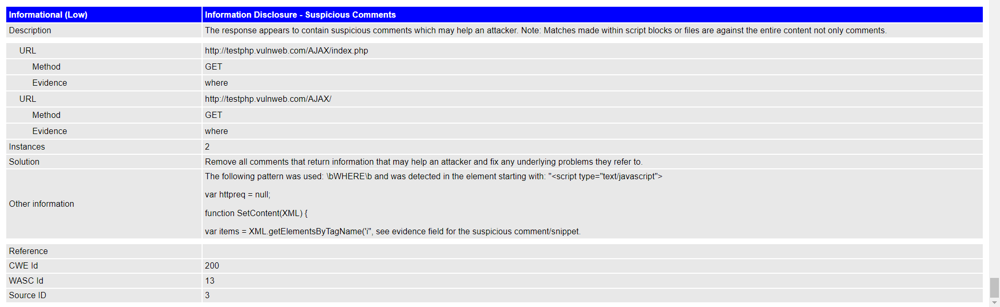 Informational (Low) Information Disclosure - Suspicious Comments
Description The response appears to contain suspicious comments which may help an attacker. Note: Matches made within script blocks or files are against the entire content not only comments.
URL http://testphp.vulnweb.com/AJAX/index.php
Method GET
Evidence where
URL http://testphp.vulnweb.com/AJAX/
Method GET
Evidence where
Instances 2
Solution Remove all comments that return information that may help an attacker and fix any underlying problems they refer to.
Other information The following pattern was used: \bWHERE\b and was detected in the element starting with: "<script type="text/javascript">
var httpreq = null;
function SetContent(XML) {
var items = XML.getElementsByTagName('i", see evidence field for the suspicious comment/snippet.
Reference
CWE Id 200
WASC Id 13
Source ID 3